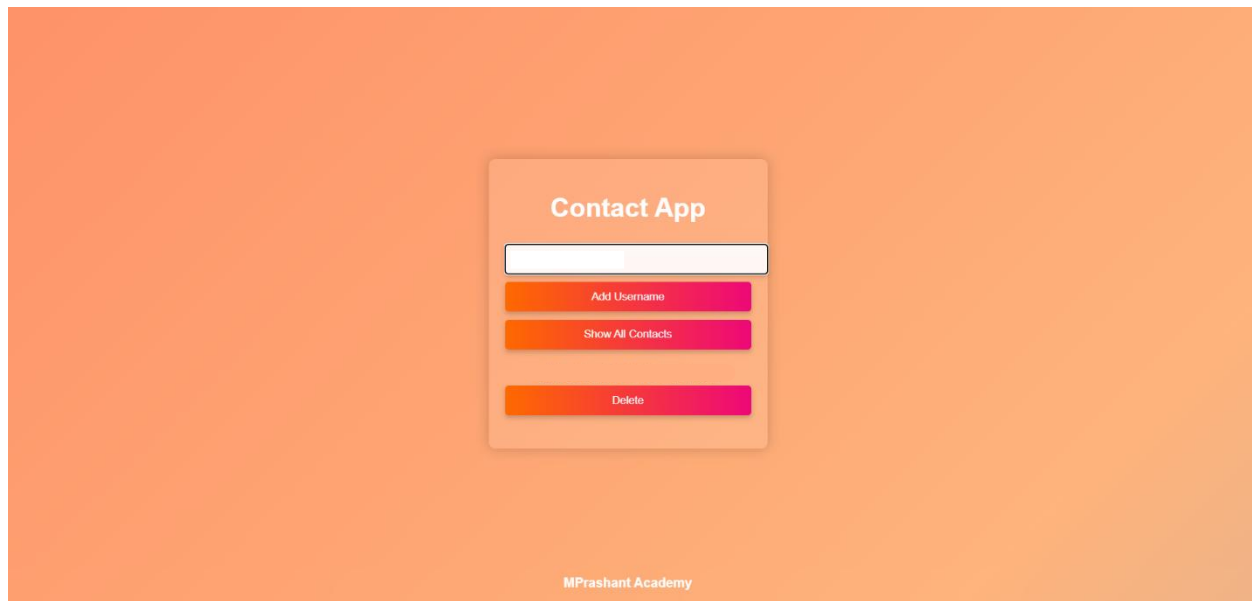 Contact App
Add Username
Show All Contacts
Delete
MPrashant Academy